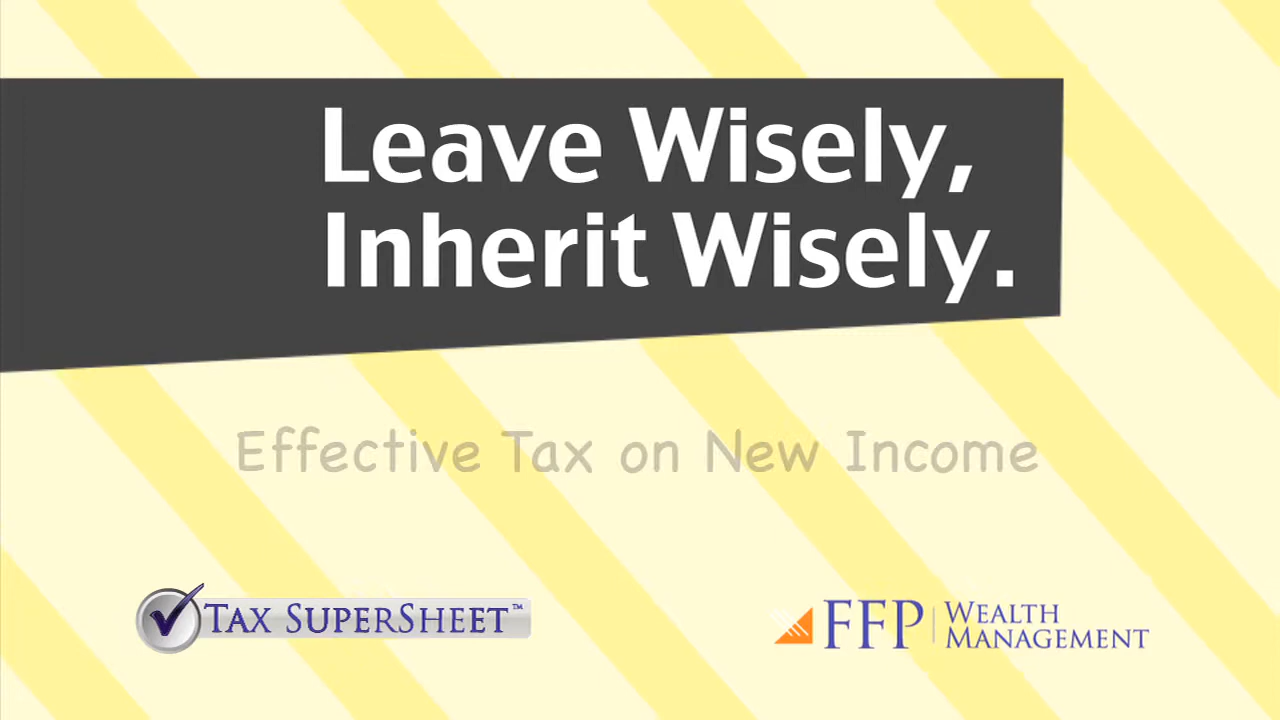 Leave Wisely,
Inherit Wisely.
Effective Tax on New Income
TAX SUPERSHEET™
FFP | WEALTH
MANAGEMENT